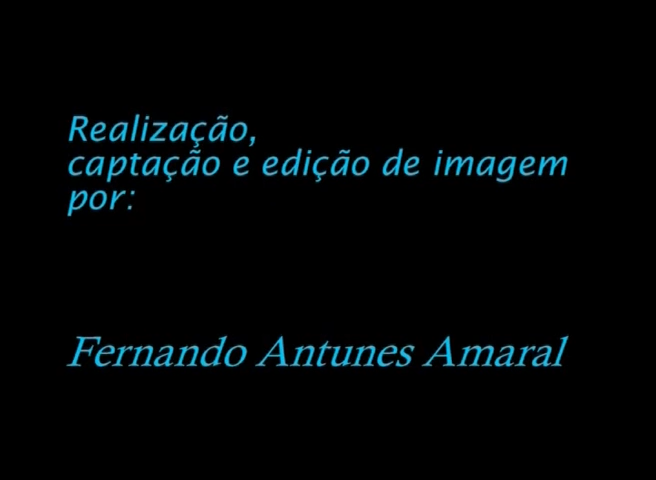 Realização,
captação e edição de imagem
por:
Fernando Antunes Amaral